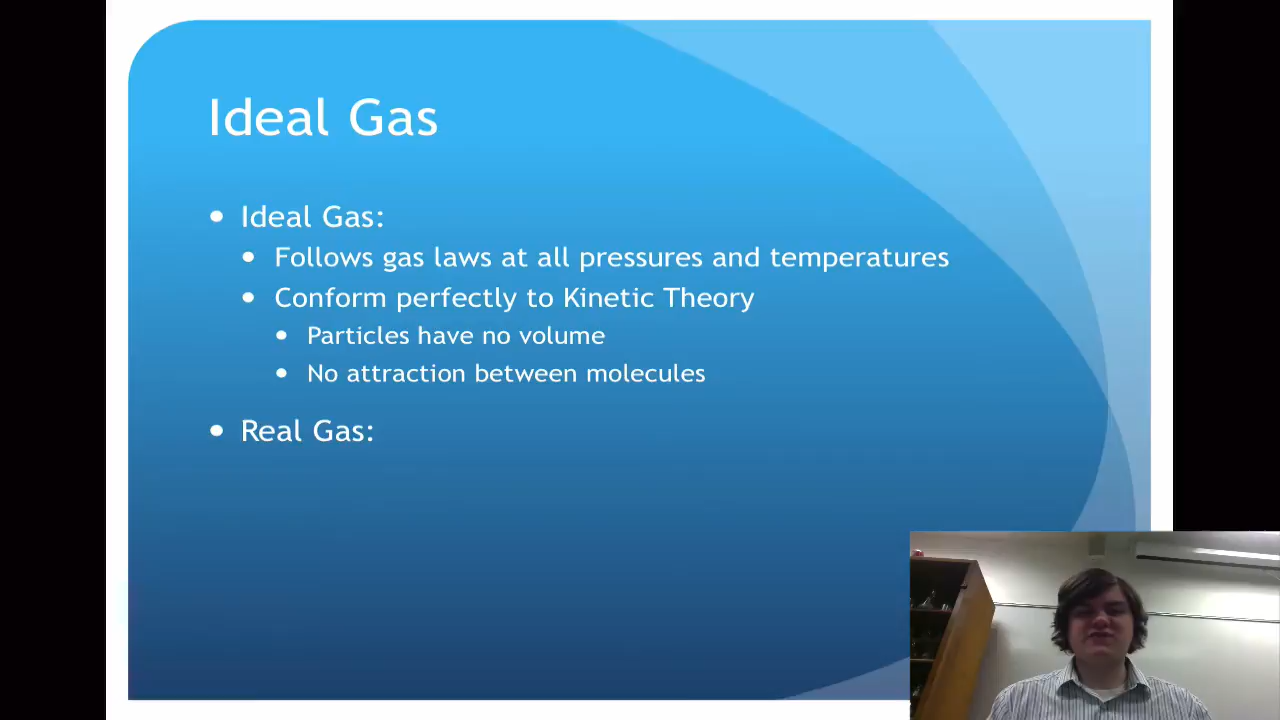 Ideal Gas
Ideal Gas:
Follows gas laws at all pressures and temperatures
Conform perfectly to Kinetic Theory
Particles have no volume
No attraction between molecules
Real Gas: